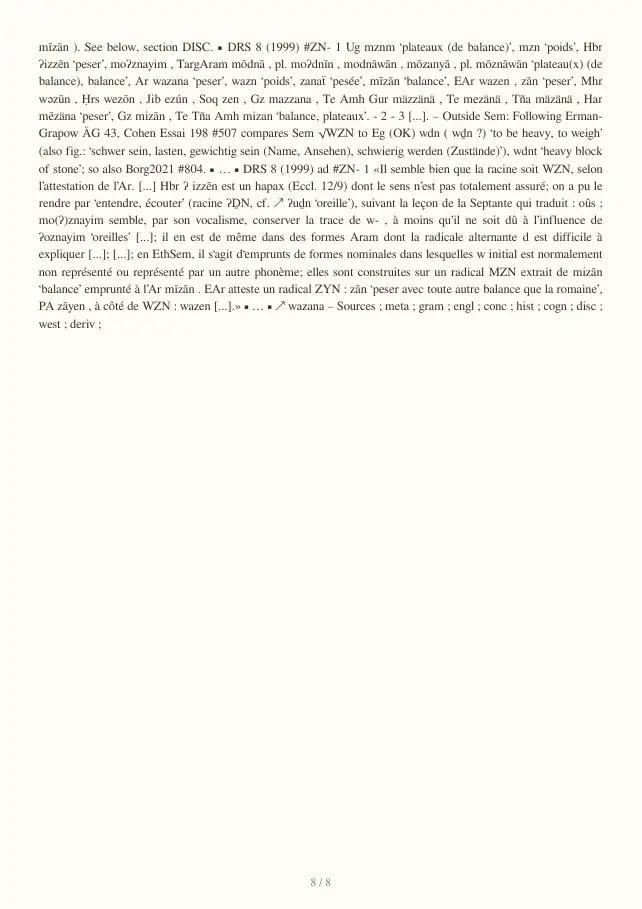 mīzān ). See below, section DISC. ▪ DRS 8 (1999) #ZN- 1 Ug mznm ‘plateaux (de balance)’, mzn ‘poids’, Hbr
ʔizzēn ‘peser’, moʔznayim , TargAram mōdnā , pl. moʔdnīn , modnāwān , mōzanyā , pl. mōznāwān ‘plateau(x) (de
balance), balance’, Ar wazana ‘peser’, wazn ‘poids’, zanaẗ ‘pesée’, mīzān ‘balance’, EAr wazen , zān ‘peser’, Mhr
wəzūn , Ḥrs wezōn , Jib ezún , Soq zen , Gz mazzana , Te Amh Gur mäzzänä , Te mezänä , Tña mäzänä , Har
mēzäna ‘peser’, Gz mizān , Te Tña Amh mizan ‘balance, plateaux’. - 2 - 3 [...]. – Outside Sem: Following Erman-
Grapow ÄG 43, Cohen Essai 198 #507 compares Sem √WZN to Eg (OK) wdn ( wḏn ?) ‘to be heavy, to weigh’
(also fig.: ‘schwer sein, lasten, gewichtig sein (Name, Ansehen), schwierig werden (Zustände)’), wdnt ‘heavy block
of stone’; so also Borg2021 #804. ▪ … ▪ DRS 8 (1999) ad #ZN- 1 «Il semble bien que la racine soit WZN, selon
l'attestation de l'Ar. [...] Hbr ʔ izzēn est un hapax (Eccl. 12/9) dont le sens n’est pas totalement assuré; on a pu le
rendre par ‘entendre, écouter’ (racine ʔḎN, cf. ↗ ʔuḏn ‘oreille’), suivant la leçon de la Septante qui traduit : oûs ;
mo(ʔ)znayim semble, par son vocalisme, conserver la trace de w- , à moins qu’il ne soit dû à l’influence de
ʔoznayim ‘oreilles’ [...]; il en est de même dans des formes Aram dont la radicale alternante d est difficile à
expliquer [...]; [...]; en EthSem, il s'agit d'emprunts de formes nominales dans lesquelles w initial est normalement
non représenté ou représenté par un autre phonème; elles sont construites sur un radical MZN extrait de mizān
‘balance’ emprunté à l'Ar mīzān . EAr atteste un radical ZYN : zān ‘peser avec toute autre balance que la romaine’,
PA zāyen , à côté de WZN : wazen [...].» ▪ … ▪ ↗ wazana – Sources ; meta ; gram ; engl ; conc ; hist ; cogn ; disc ;
west ; deriv ;
8 / 8